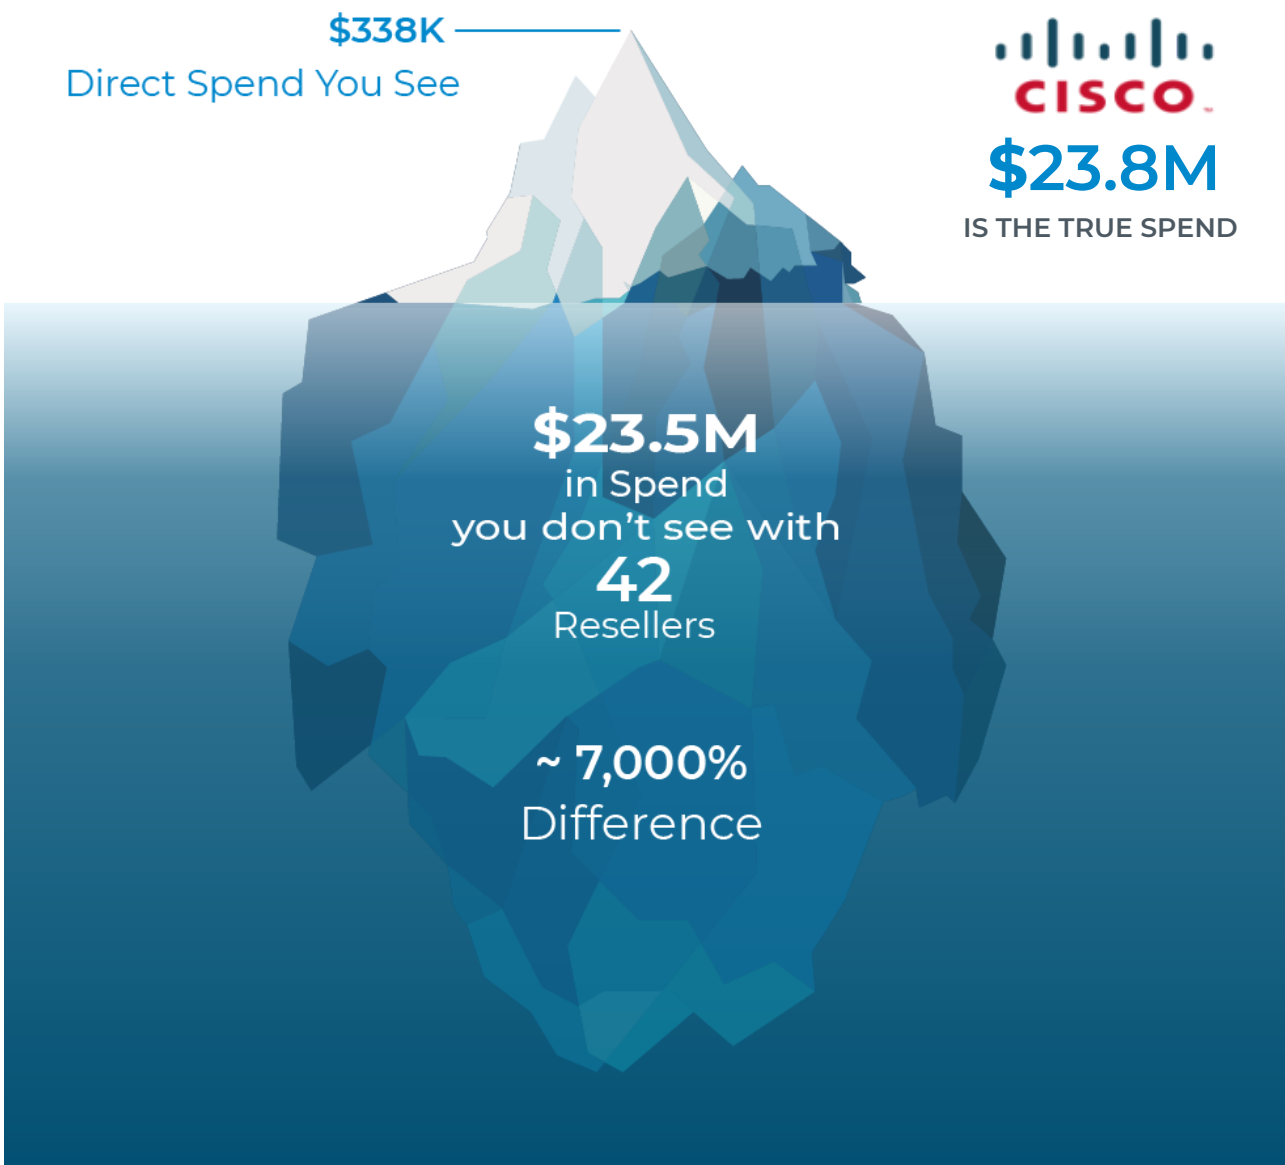 $338K
Direct Spend You See
CISCO™
$23.8M
IS THE TRUE SPEND
$23.5M
in Spend
you don’t see with
42
Resellers
~ 7,000%
Difference